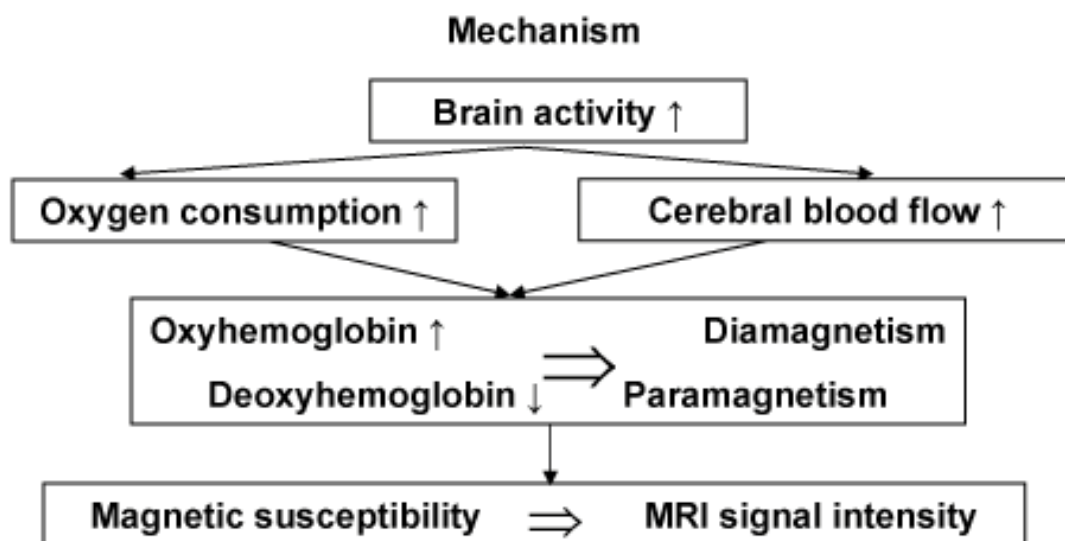 Mechanism
Brain activity ↑
Oxygen consumption ↑
Cerebral blood flow ↑
Oxyhemoglobin ↑ ⇒ Diamagnetism
Deoxyhemoglobin ↓ Paramagnetism
Magnetic susceptibility ⇒ MRI signal intensity